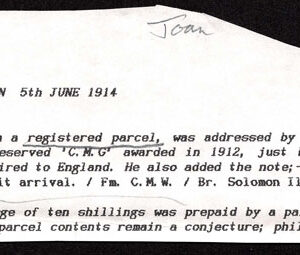 Joan
N 5th JUNE 1914
n a registered parcel, was addressed by
eserved 'C.M.G' awarded in 1912, just b
ired to England. He also added the note;-
it arrival. / Fm. C.M.W / Br. Solomon Il
ge of ten shillings was prepaid by a pa
parcel contents remain a conjecture; phil